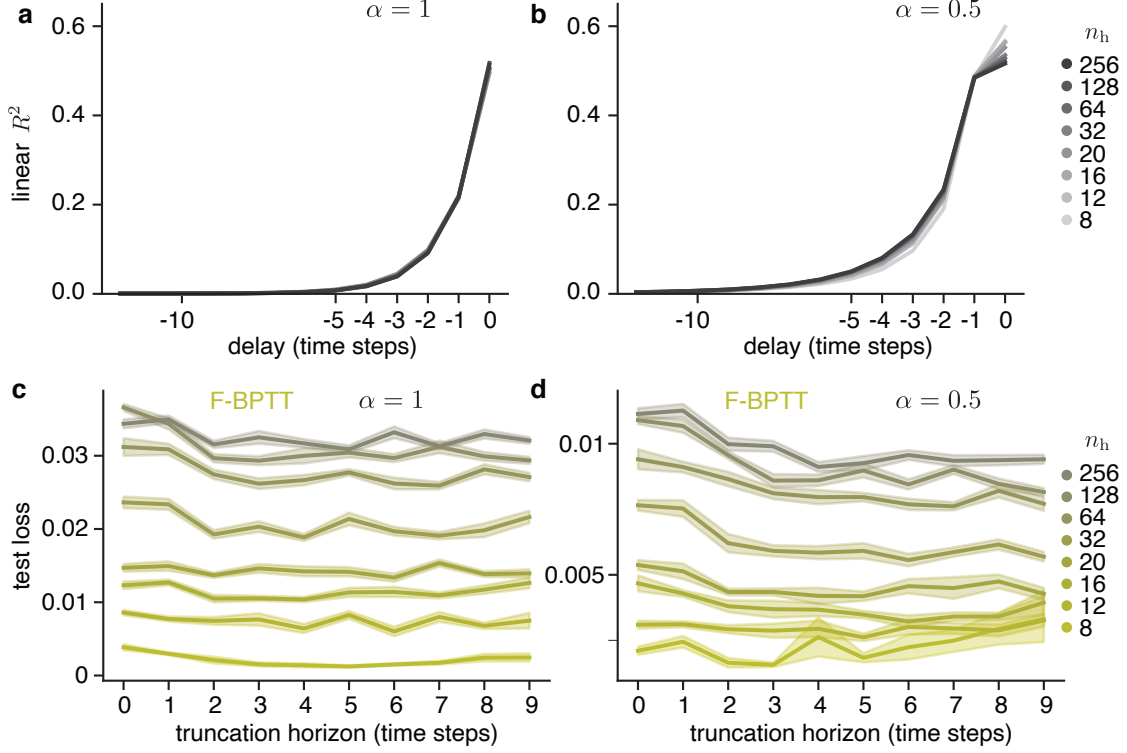 a
α = 1
0.6
0.4
0.2
0.0
linear R²
-10
-5
-4
-3
-2
-1
0
delay (time steps)
b
α = 0.5
0.6
0.4
0.2
0.0
-10
-5
-4
-3
-2
-1
0
delay (time steps)
nₕ
256
128
64
32
20
16
12
8
c
F-BPTT
α = 1
0.03
0.02
0.01
0
test loss
0 1 2 3 4 5 6 7 8 9
truncation horizon (time steps)
d
F-BPTT
α = 0.5
0.01
0.005
0 1 2 3 4 5 6 7 8 9
truncation horizon (time steps)
nₕ
256
128
64
32
20
16
12
8